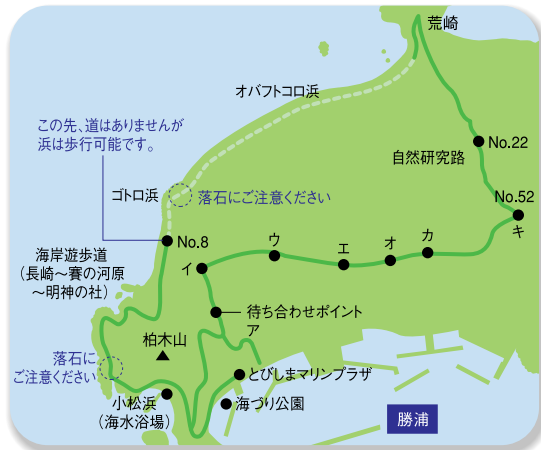 荒崎
オバフトコロ浜
この先、道はありませんが
浜は歩行可能です。
No.22
自然研究路
ゴトロ浜
落石にご注意ください
No.52
キ
No.8
ウ
エ
オ
カ
イ
海岸遊歩道
（長崎～賽の河原
～明神の社）
待ち合わせポイント
ア
柏木山
落石に
ご注意ください
とびしまマリンプラザ
小松浜
（海水浴場）
海づり公園
勝浦